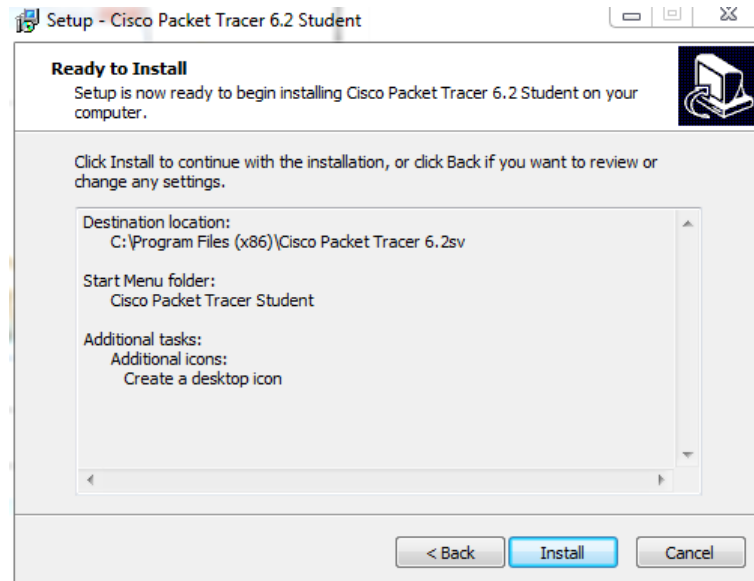 Setup - Cisco Packet Tracer 6.2 Student
Ready to Install
Setup is now ready to begin installing Cisco Packet Tracer 6.2 Student on your
computer.
Click Install to continue with the installation, or click Back if you want to review or
change any settings.
Destination location:
C:\Program Files (x86)\Cisco Packet Tracer 6.2sv
Start Menu folder:
Cisco Packet Tracer Student
Additional tasks:
Additional icons:
Create a desktop icon
< Back Install Cancel